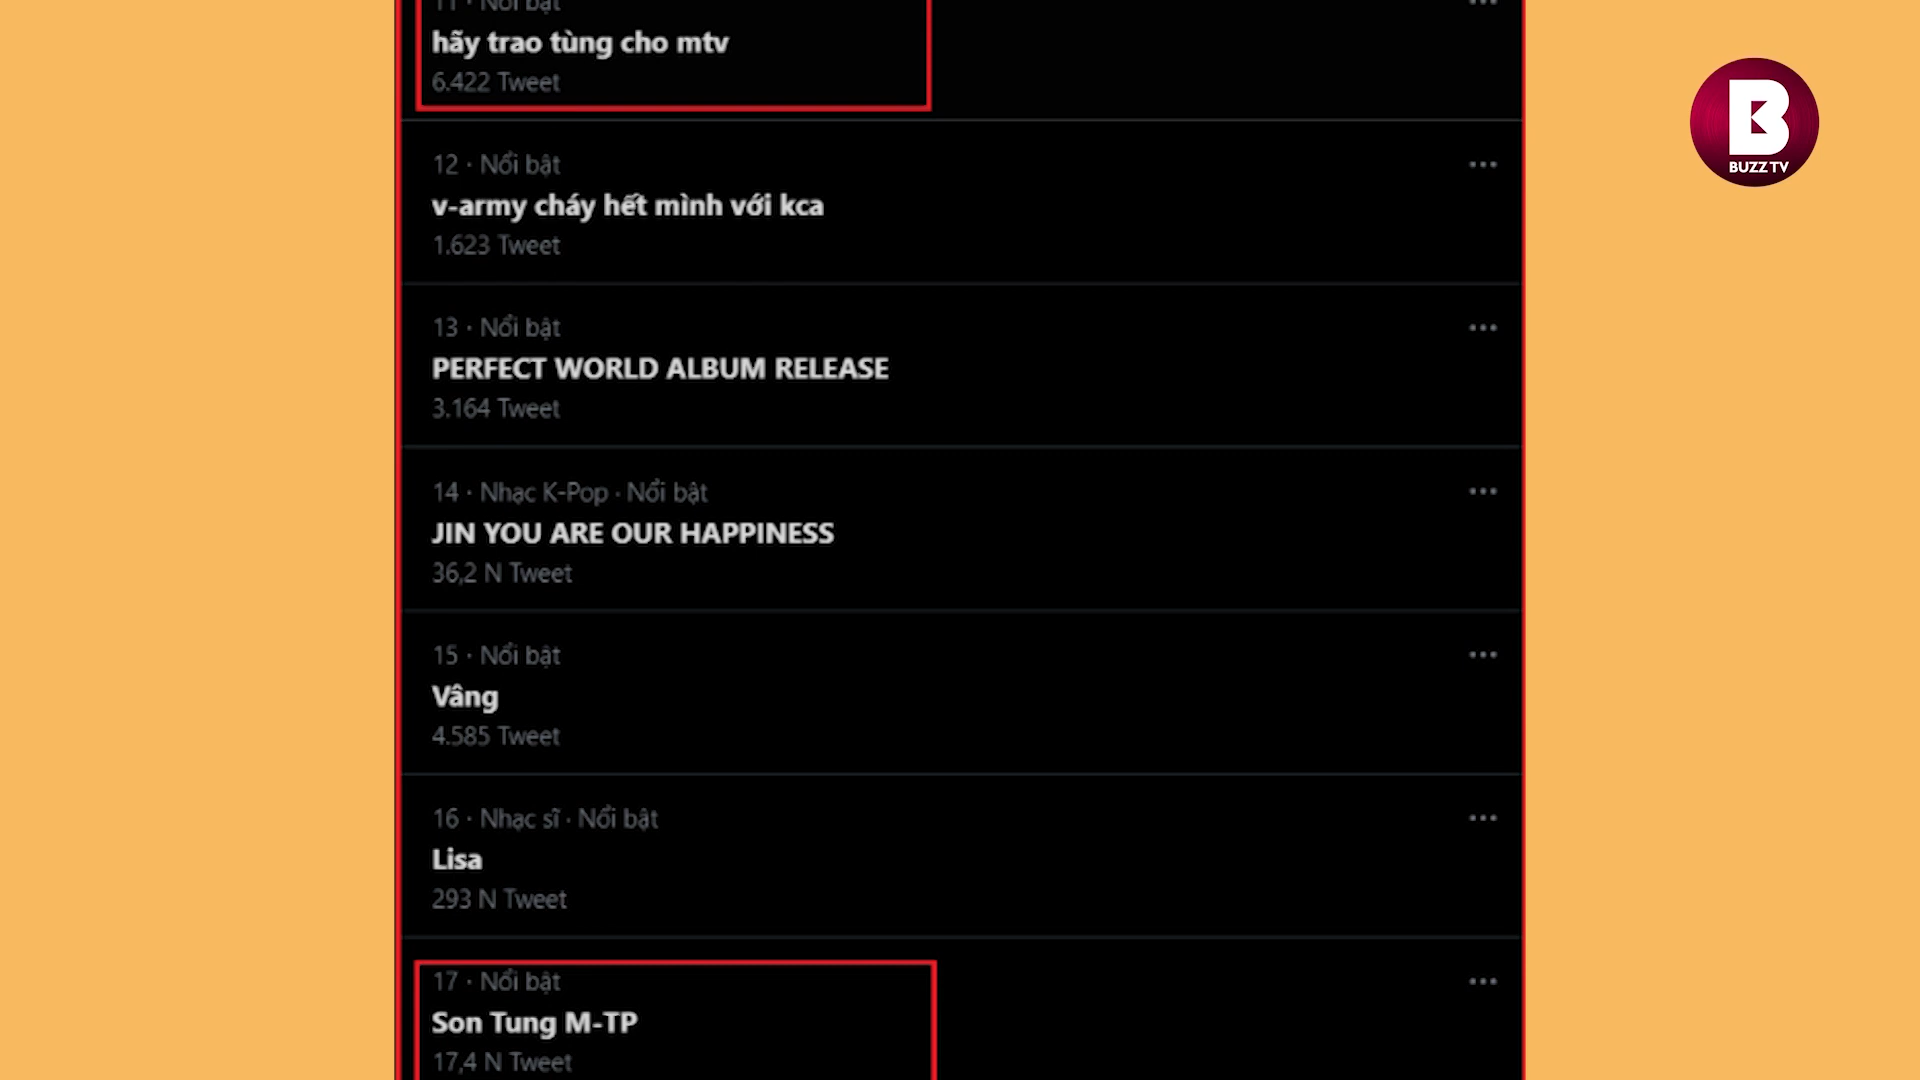 11 · Nổi bật
hãy trao tùng cho mtv
6.422 Tweet
12 · Nổi bật
v-army cháy hết mình với kca
1.623 Tweet
13 · Nổi bật
PERFECT WORLD ALBUM RELEASE
3.164 Tweet
14 · Nhạc K-Pop · Nổi bật
JIN YOU ARE OUR HAPPINESS
36,2 N Tweet
15 · Nổi bật
Vâng
4.585 Tweet
16 · Nhạc sĩ · Nổi bật
Lisa
293 N Tweet
17 · Nổi bật
Son Tung M-TP
17,4 N Tweet
B
BUZZ TV